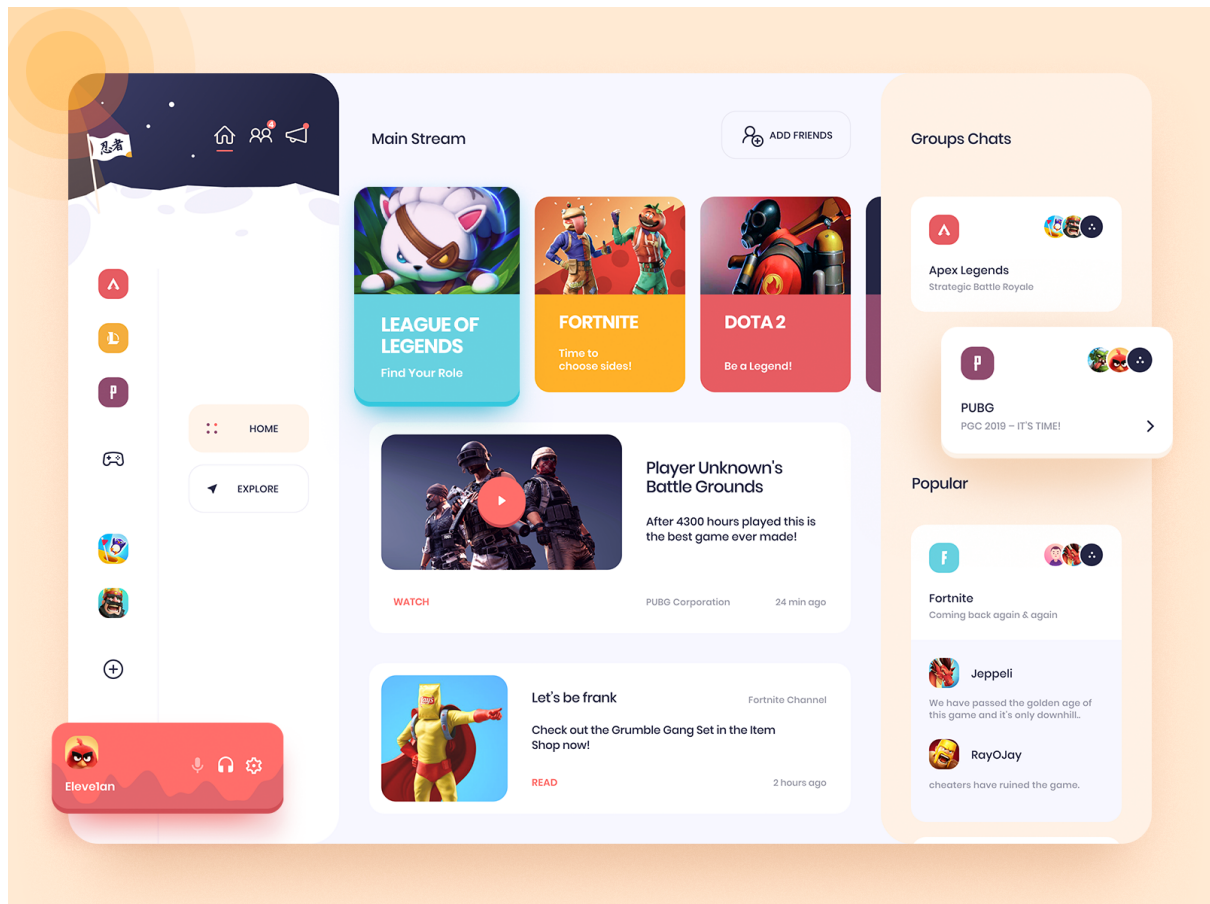 忍者
4
Main Stream
ADD FRIENDS
Groups Chats
LEAGUE OF
LEGENDS
Find Your Role
FORTNITE
Time to
choose sides!
DOTA 2
Be a Legend!
Apex Legends
Strategic Battle Royale
P
PUBG
PGC 2019 – IT'S TIME!
P
HOME
EXPLORE
Player Unknown's
Battle Grounds
After 4300 hours played this is
the best game ever made!
WATCH
PUBG Corporation
24 min ago
Popular
F
Fortnite
Coming back again & again
Jeppeli
We have passed the golden age of
this game and it's only downhill..
RayOJay
cheaters have ruined the game.
Let's be frank
Fortnite Channel
Check out the Grumble Gang Set in the Item
Shop now!
READ
2 hours ago
Eleve1an